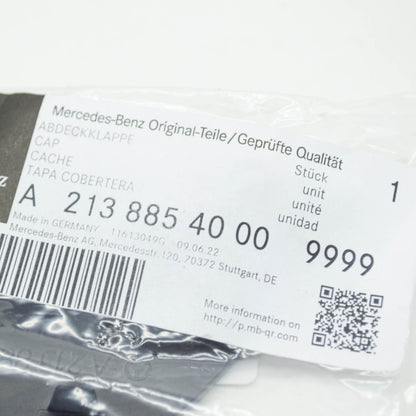 Mercedes-Benz Original-Teile/Geprüfte Qualität
ABDECKKLAPPE
CAP
CACHE
TAPA COBERTERA
Stück 1
unit
unité
unidad
A 213 885 40 00 9999
Made in GERMANY 11613049G 09.06.22
Mercedes-Benz AG, Mercedesstr.120, 70372 Stuttgart, DE
More information on
http://p.mb-qr.com
z